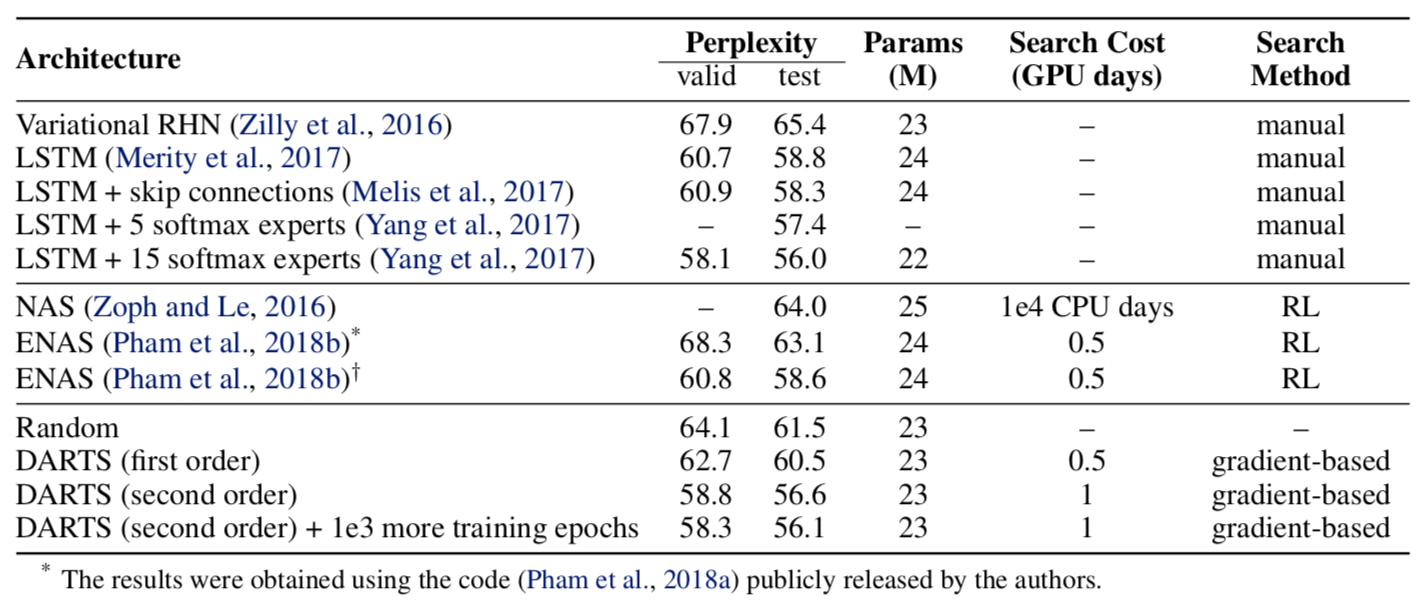 Architecture Perplexity Params Search Cost Search
valid test (M) (GPU days) Method
Variational RHN (Zilly et al., 2016) 67.9 65.4 23 – manual
LSTM (Merity et al., 2017) 60.7 58.8 24 – manual
LSTM + skip connections (Melis et al., 2017) 60.9 58.3 24 – manual
LSTM + 5 softmax experts (Yang et al., 2017) – 57.4 – – manual
LSTM + 15 softmax experts (Yang et al., 2017) 58.1 56.0 22 – manual
NAS (Zoph and Le, 2016) – 64.0 25 1e4 CPU days RL
ENAS (Pham et al., 2018b)* 68.3 63.1 24 0.5 RL
ENAS (Pham et al., 2018b)† 60.8 58.6 24 0.5 RL
Random 64.1 61.5 23 – –
DARTS (first order) 62.7 60.5 23 0.5 gradient-based
DARTS (second order) 58.8 56.6 23 1 gradient-based
DARTS (second order) + 1e3 more training epochs 58.3 56.1 23 1 gradient-based
* The results were obtained using the code (Pham et al., 2018a) publicly released by the authors.